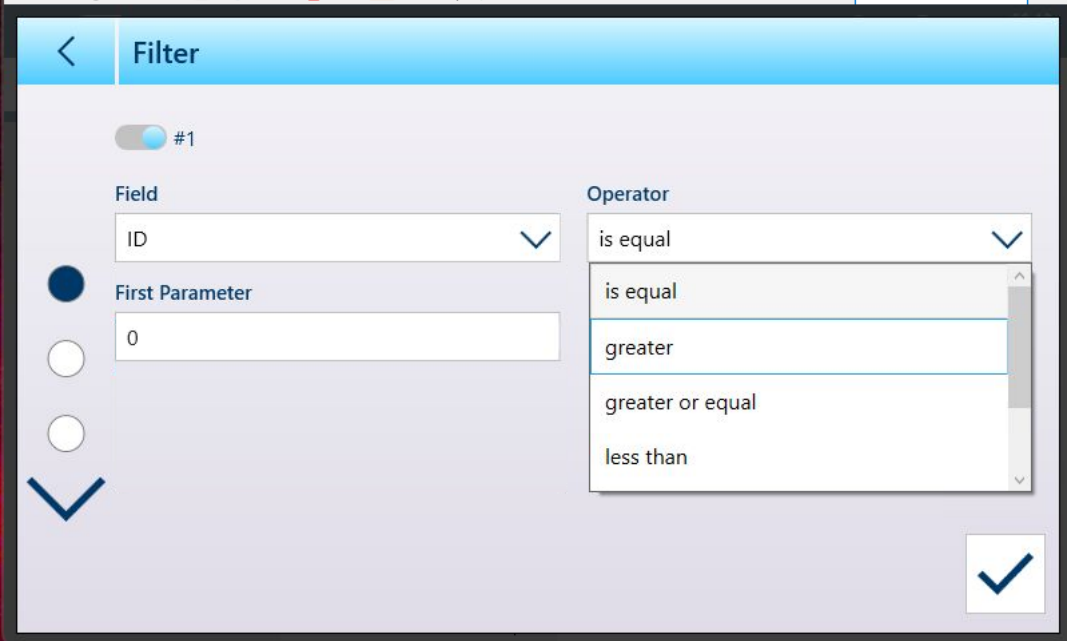 Filter
#1
Field
Operator
ID
is equal
First Parameter
0
is equal
greater
greater or equal
less than